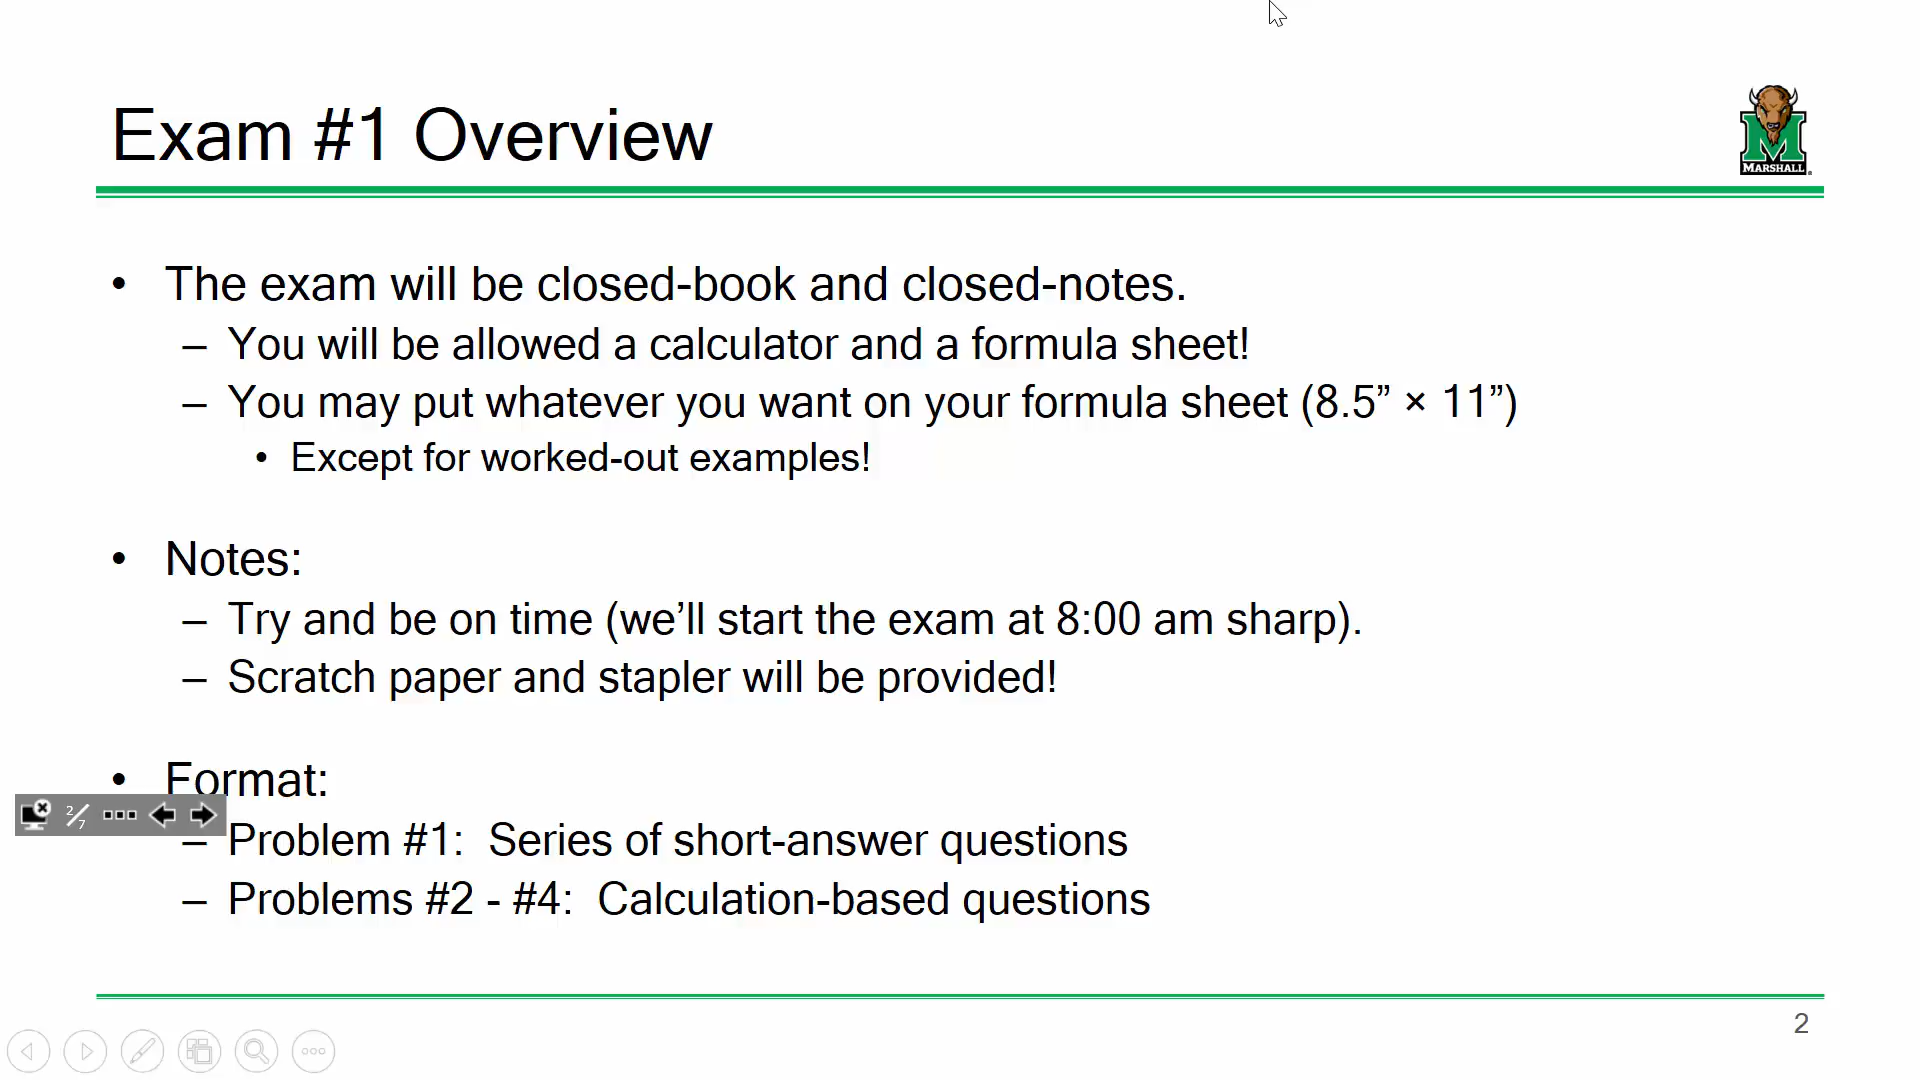 Exam #1 Overview
MARSHALL
• The exam will be closed-book and closed-notes.
– You will be allowed a calculator and a formula sheet!
– You may put whatever you want on your formula sheet (8.5” × 11”)
• Except for worked-out examples!
• Notes:
– Try and be on time (we’ll start the exam at 8:00 am sharp).
– Scratch paper and stapler will be provided!
• Format:
2/7
– Problem #1:  Series of short-answer questions
– Problems #2 - #4:  Calculation-based questions
2